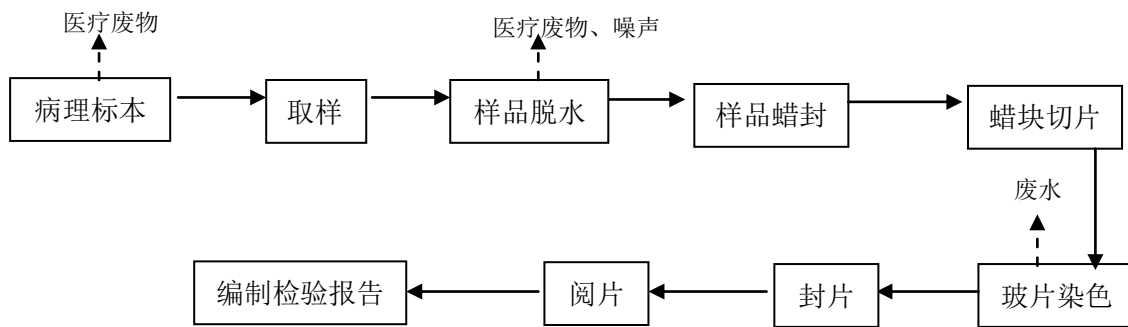 医疗废物
医疗废物、噪声
病理标本
取样
样品脱水
样品蜡封
蜡块切片
废水
编制检验报告
阅片
封片
玻片染色